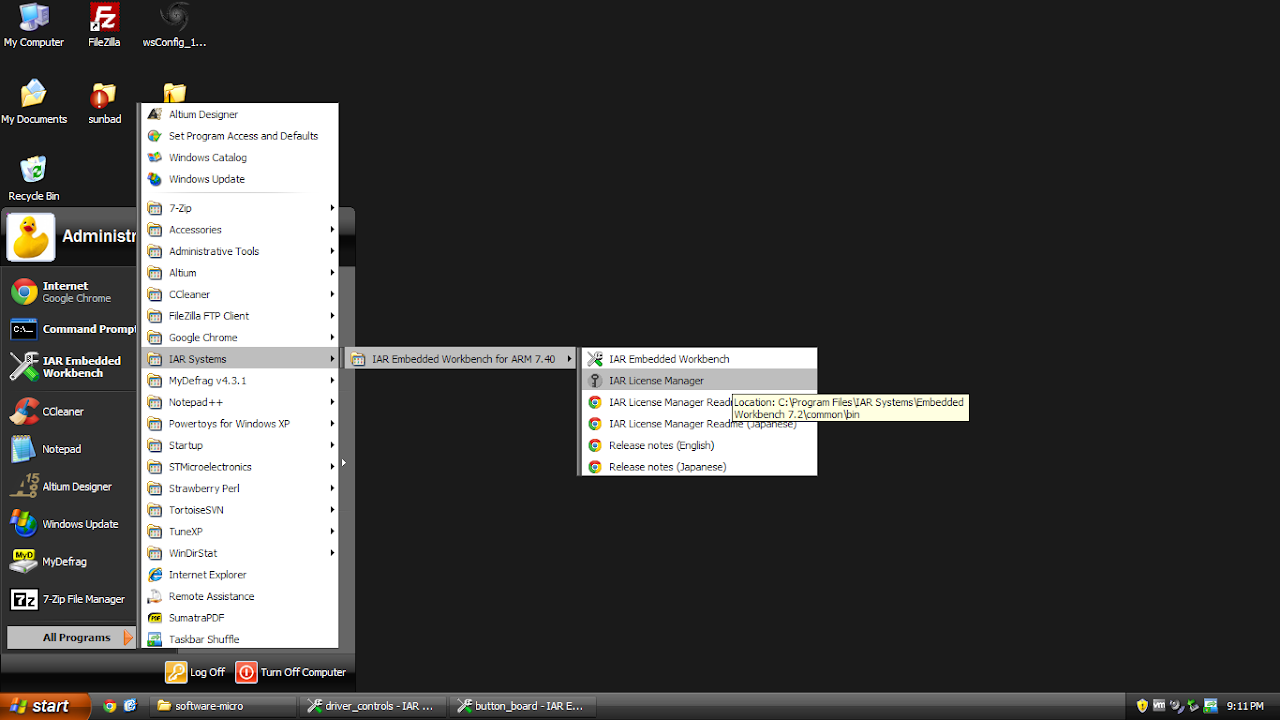 My Computer
FileZilla
wsConfig_1...
My Documents
sunbad
Recycle Bin
Administr
Internet
Google Chrome
Command Prompt
IAR Embedded
Workbench
CCleaner
Notepad
Altium Designer
Windows Update
MyDefrag
7-Zip File Manager
All Programs
Altium Designer
Set Program Access and Defaults
Windows Catalog
Windows Update
7-Zip
Accessories
Administrative Tools
Altium
CCleaner
FileZilla FTP Client
Google Chrome
IAR Systems
MyDefrag v4.3.1
Notepad++
Powertoys for Windows XP
Startup
STMicroelectronics
Strawberry Perl
TortoiseSVN
TuneXP
WinDirStat
Internet Explorer
Remote Assistance
SumatraPDF
Taskbar Shuffle
IAR Embedded Workbench for ARM 7.40
IAR Embedded Workbench
IAR License Manager
IAR License Manager Read
Location: C:\Program Files\IAR Systems\Embedded
Workbench 7.2\common\bin
IAR License Manager Readme (Japanese)
Release notes (English)
Release notes (Japanese)
Log Off
Turn Off Computer
start
software-micro
driver_controls - IAR ...
button_board - IAR E...
9:11 PM